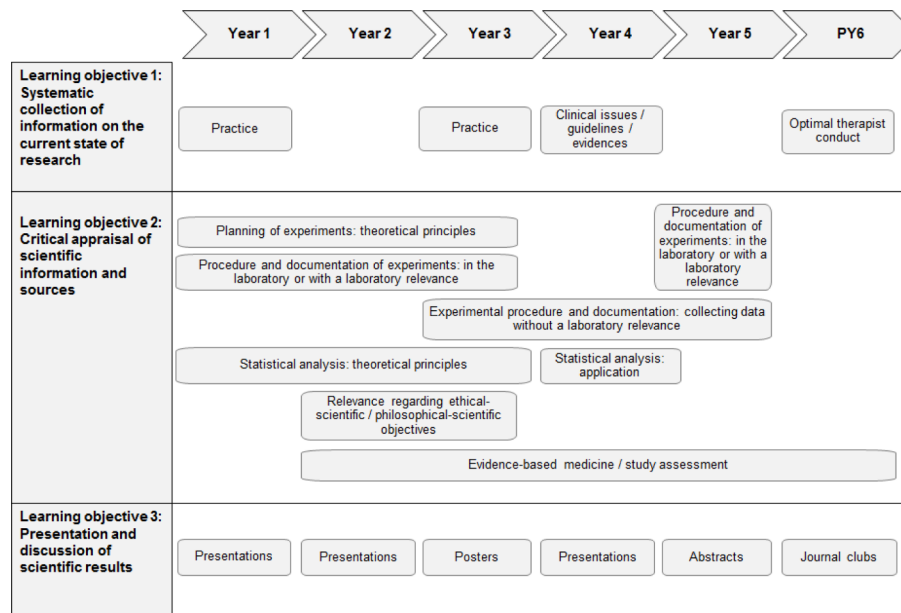 Year 1
Year 2
Year 3
Year 4
Year 5
PY6
Learning objective 1:
Systematic
collection of
information on the
current state of
research
Practice
Practice
Clinical issues /
guidelines /
evidences
Optimal therapist
conduct
Learning objective 2:
Critical appraisal of
scientific
information and
sources
Planning of experiments: theoretical principles
Procedure and
documentation of
experiments: in the
laboratory or with a
laboratory
relevance
Procedure and documentation of experiments: in the
laboratory or with a laboratory relevance
Experimental procedure and documentation: collecting data
without a laboratory relevance
Statistical analysis: theoretical principles
Statistical analysis:
application
Relevance regarding ethical-
scientific / philosophical-scientific
objectives
Evidence-based medicine / study assessment
Learning objective 3:
Presentation and
discussion of
scientific results
Presentations
Presentations
Posters
Presentations
Abstracts
Journal clubs